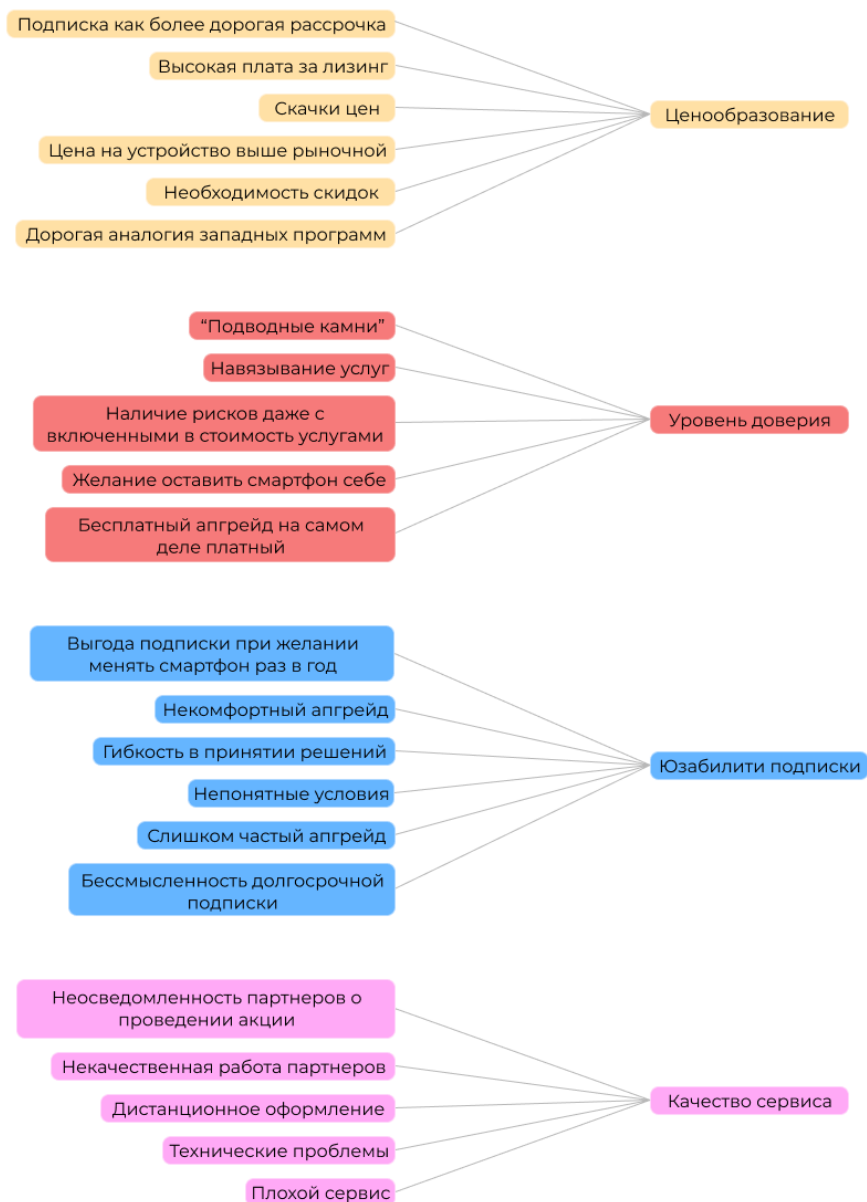 Подписка как более дорогая рассрочка
Высокая плата за лизинг
Скачки цен
Цена на устройство выше рыночной
Необходимость скидок
Дорогая аналогия западных программ
Ценообразование
“Подводные камни”
Навязывание услуг
Наличие рисков даже с
включенными в стоимость услугами
Желание оставить смартфон себе
Бесплатный апгрейд на самом
деле платный
Уровень доверия
Выгода подписки при желании
менять смартфон раз в год
Некомфортный апгрейд
Гибкость в принятии решений
Непонятные условия
Слишком частый апгрейд
Бессмысленность долгосрочной
подписки
Юзабилити подписки
Неосведомленность партнеров о
проведении акции
Некачественная работа партнеров
Дистанционное оформление
Технические проблемы
Плохой сервис
Качество сервиса